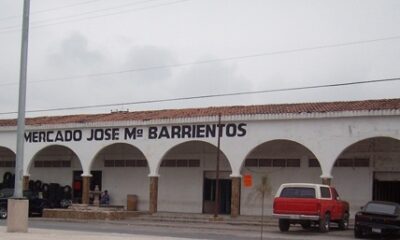 MERCADO JOSE Mª BARRIENTOS